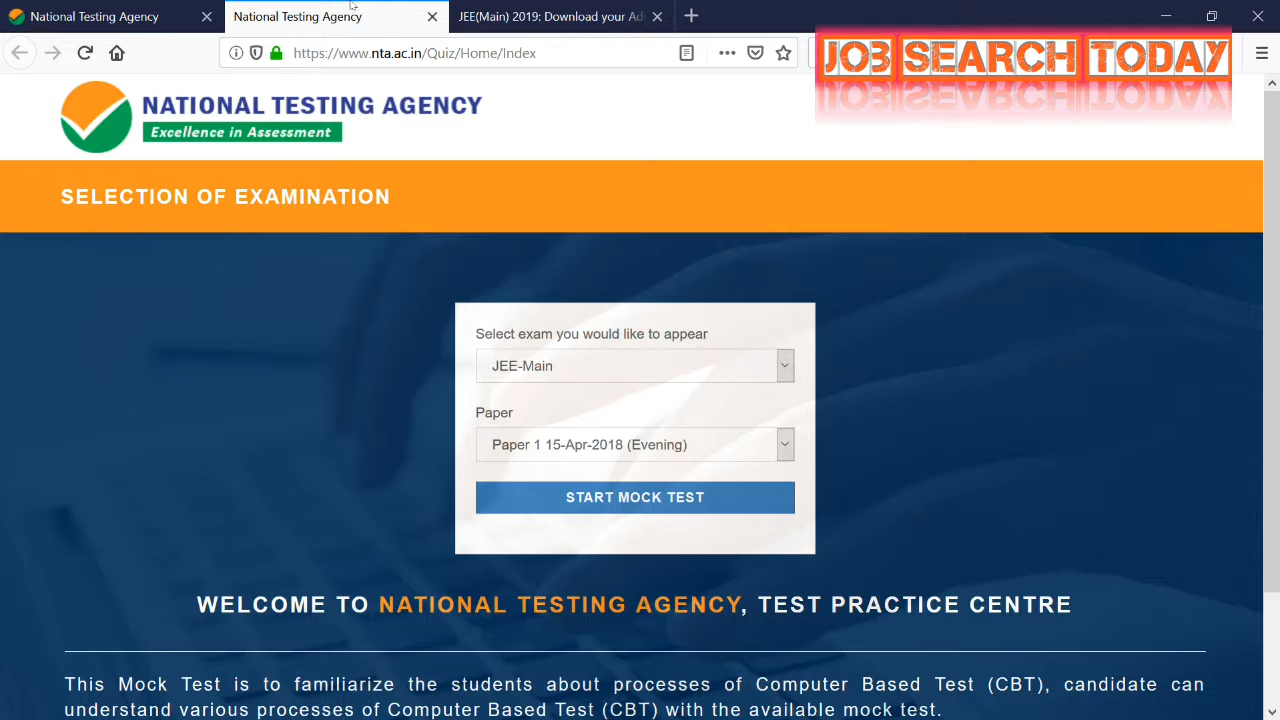 National Testing Agency
National Testing Agency
JEE(Main) 2019: Download your Ad
https://www.nta.ac.in/Quiz/Home/Index
JOB SEARCH TODAY
NATIONAL TESTING AGENCY
Excellence in Assessment
SELECTION OF EXAMINATION
Select exam you would like to appear
JEE-Main
Paper
Paper 1 15-Apr-2018 (Evening)
START MOCK TEST
WELCOME TO NATIONAL TESTING AGENCY, TEST PRACTICE CENTRE
This Mock Test is to familiarize the students about processes of Computer Based Test (CBT), candidate can
understand various processes of Computer Based Test (CBT) with the available mock test.